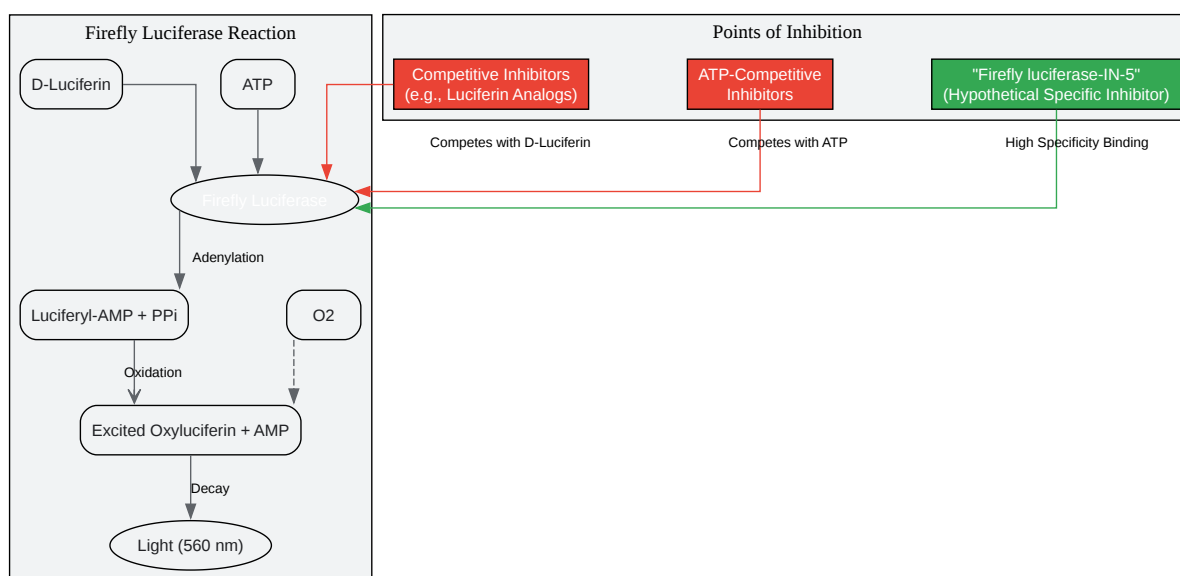 Firefly Luciferase Reaction
Points of Inhibition
D-Luciferin
ATP
Competitive Inhibitors
(e.g., Luciferin Analogs)
ATP-Competitive
Inhibitors
"Firefly luciferase-IN-5"
(Hypothetical Specific Inhibitor)
Competes with D-Luciferin
Competes with ATP
High Specificity Binding
Firefly Luciferase
Adenylation
Luciferyl-AMP + PPi
O2
Oxidation
Excited Oxyluciferin + AMP
Decay
Light (560 nm)